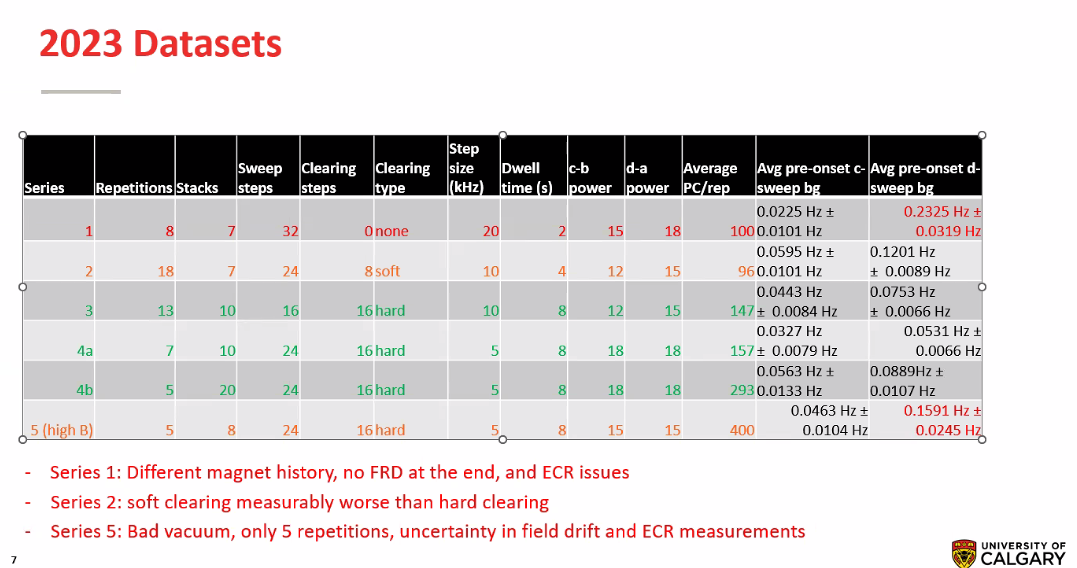 2023 Datasets
Series Repetitions Stacks Sweep steps Clearing steps Clearing type Step size (kHz) Dwell time (s) c-b power d-a power Average PC/rep Avg pre-onset c-sweep bg Avg pre-onset d-sweep bg
1 8 7 32 0 none 20 2 15 18 100 0.0225 Hz ± 0.0101 Hz 0.2325 Hz ± 0.0319 Hz
2 18 7 24 8 soft 10 4 12 15 96 0.0595 Hz ± 0.0101 Hz 0.1201 Hz ± 0.0089 Hz
3 13 10 16 16 hard 10 8 12 15 147 0.0443 Hz ± 0.0084 Hz 0.0753 Hz ± 0.0066 Hz
4a 7 10 24 16 hard 5 8 18 18 157 0.0327 Hz ± 0.0079 Hz 0.0531 Hz ± 0.0066 Hz
4b 5 20 24 16 hard 5 8 18 18 293 0.0563 Hz ± 0.0133 Hz 0.0889Hz ± 0.0107 Hz
5 (high B) 5 8 24 16 hard 5 8 15 15 400 0.0463 Hz ± 0.0104 Hz 0.1591 Hz ± 0.0245 Hz
- Series 1: Different magnet history, no FRD at the end, and ECR issues
- Series 2: soft clearing measurably worse than hard clearing
- Series 5: Bad vacuum, only 5 repetitions, uncertainty in field drift and ECR measurements
7
UNIVERSITY OF
CALGARY